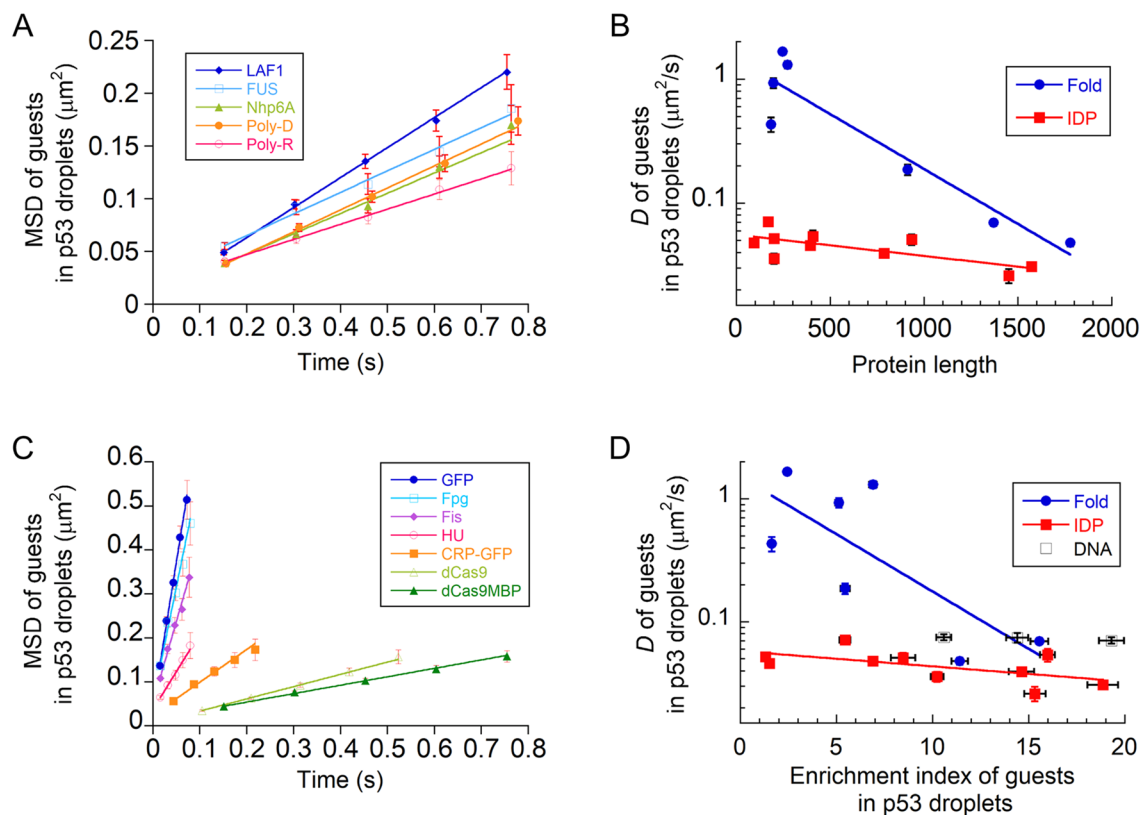 A
MSD of guests
in p53 droplets (μm²)
0.25
0.2
0.15
0.1
0.05
0
LAF1
FUS
Nhp6A
Poly-D
Poly-R
0 0.1 0.2 0.3 0.4 0.5 0.6 0.7 0.8
Time (s)
B
D of guests
in p53 droplets (μm²/s)
1
0.1
Fold
IDP
0 500 1000 1500 2000
Protein length
C
MSD of guests
in p53 droplets (μm²)
0.6
0.5
0.4
0.3
0.2
0.1
0
GFP
Fpg
Fis
HU
CRP-GFP
dCas9
dCas9MBP
0 0.1 0.2 0.3 0.4 0.5 0.6 0.7 0.8
Time (s)
D
D of guests
in p53 droplets (μm²/s)
1
0.1
Fold
IDP
DNA
0 5 10 15 20
Enrichment index of guests
in p53 droplets